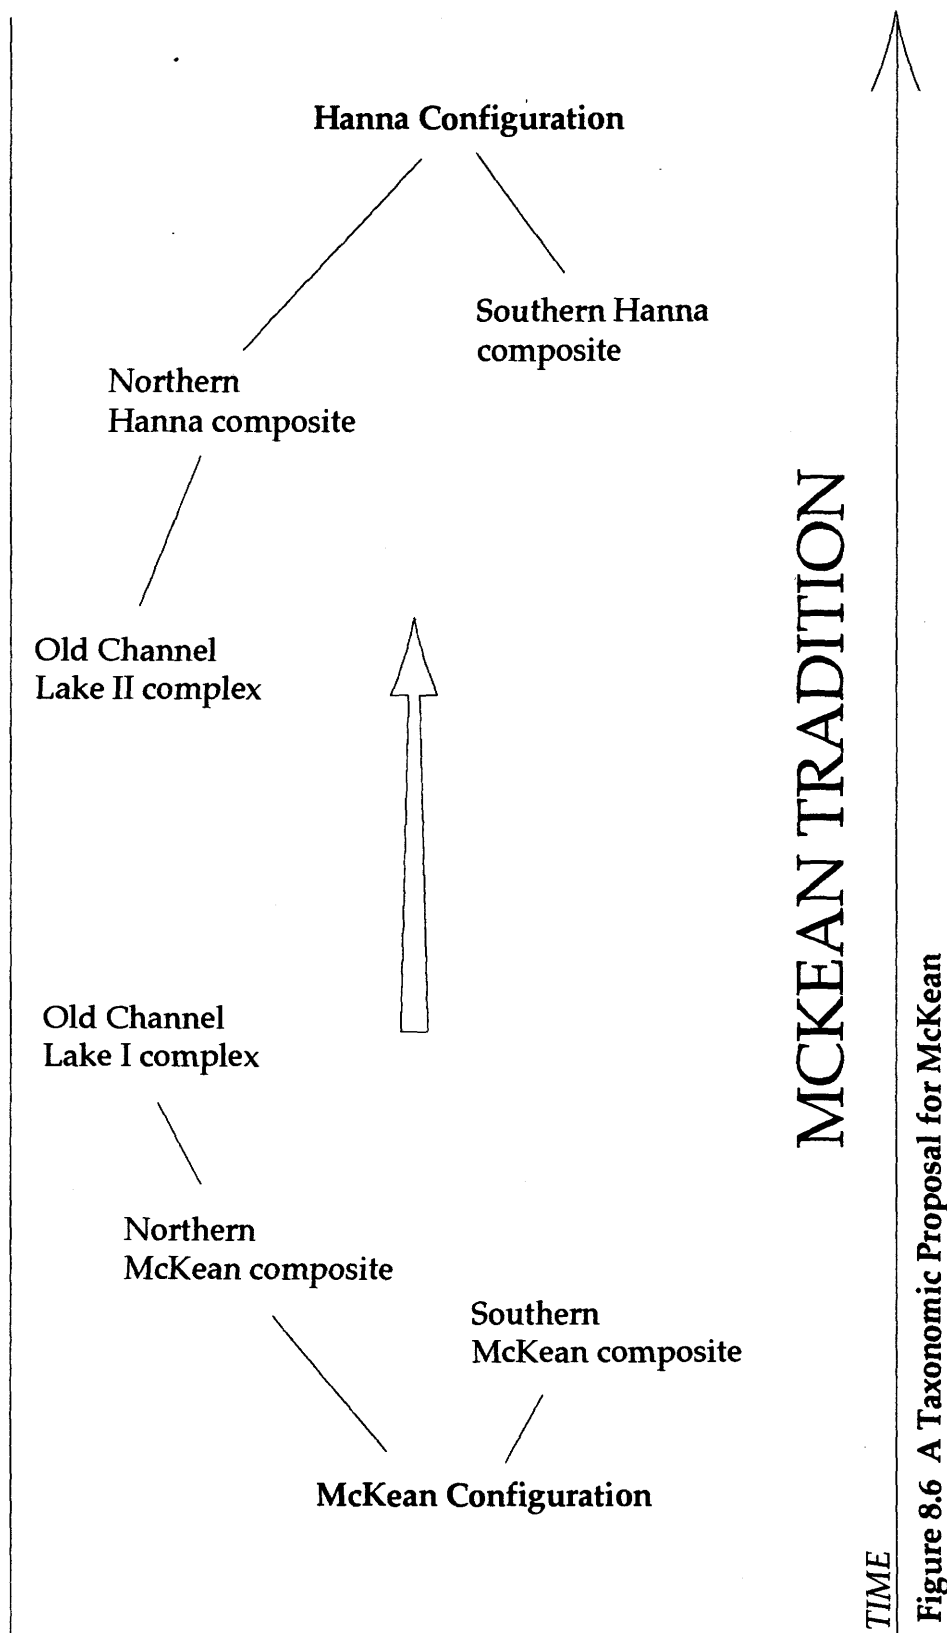 Hanna Configuration
Southern Hanna
composite
Northern
Hanna composite
Old Channel
Lake II complex
MCKEAN TRADITION
Old Channel
Lake I complex
Northern
McKean composite
Southern
McKean composite
McKean Configuration
TIME
Figure 8.6 A Taxonomic Proposal for McKean